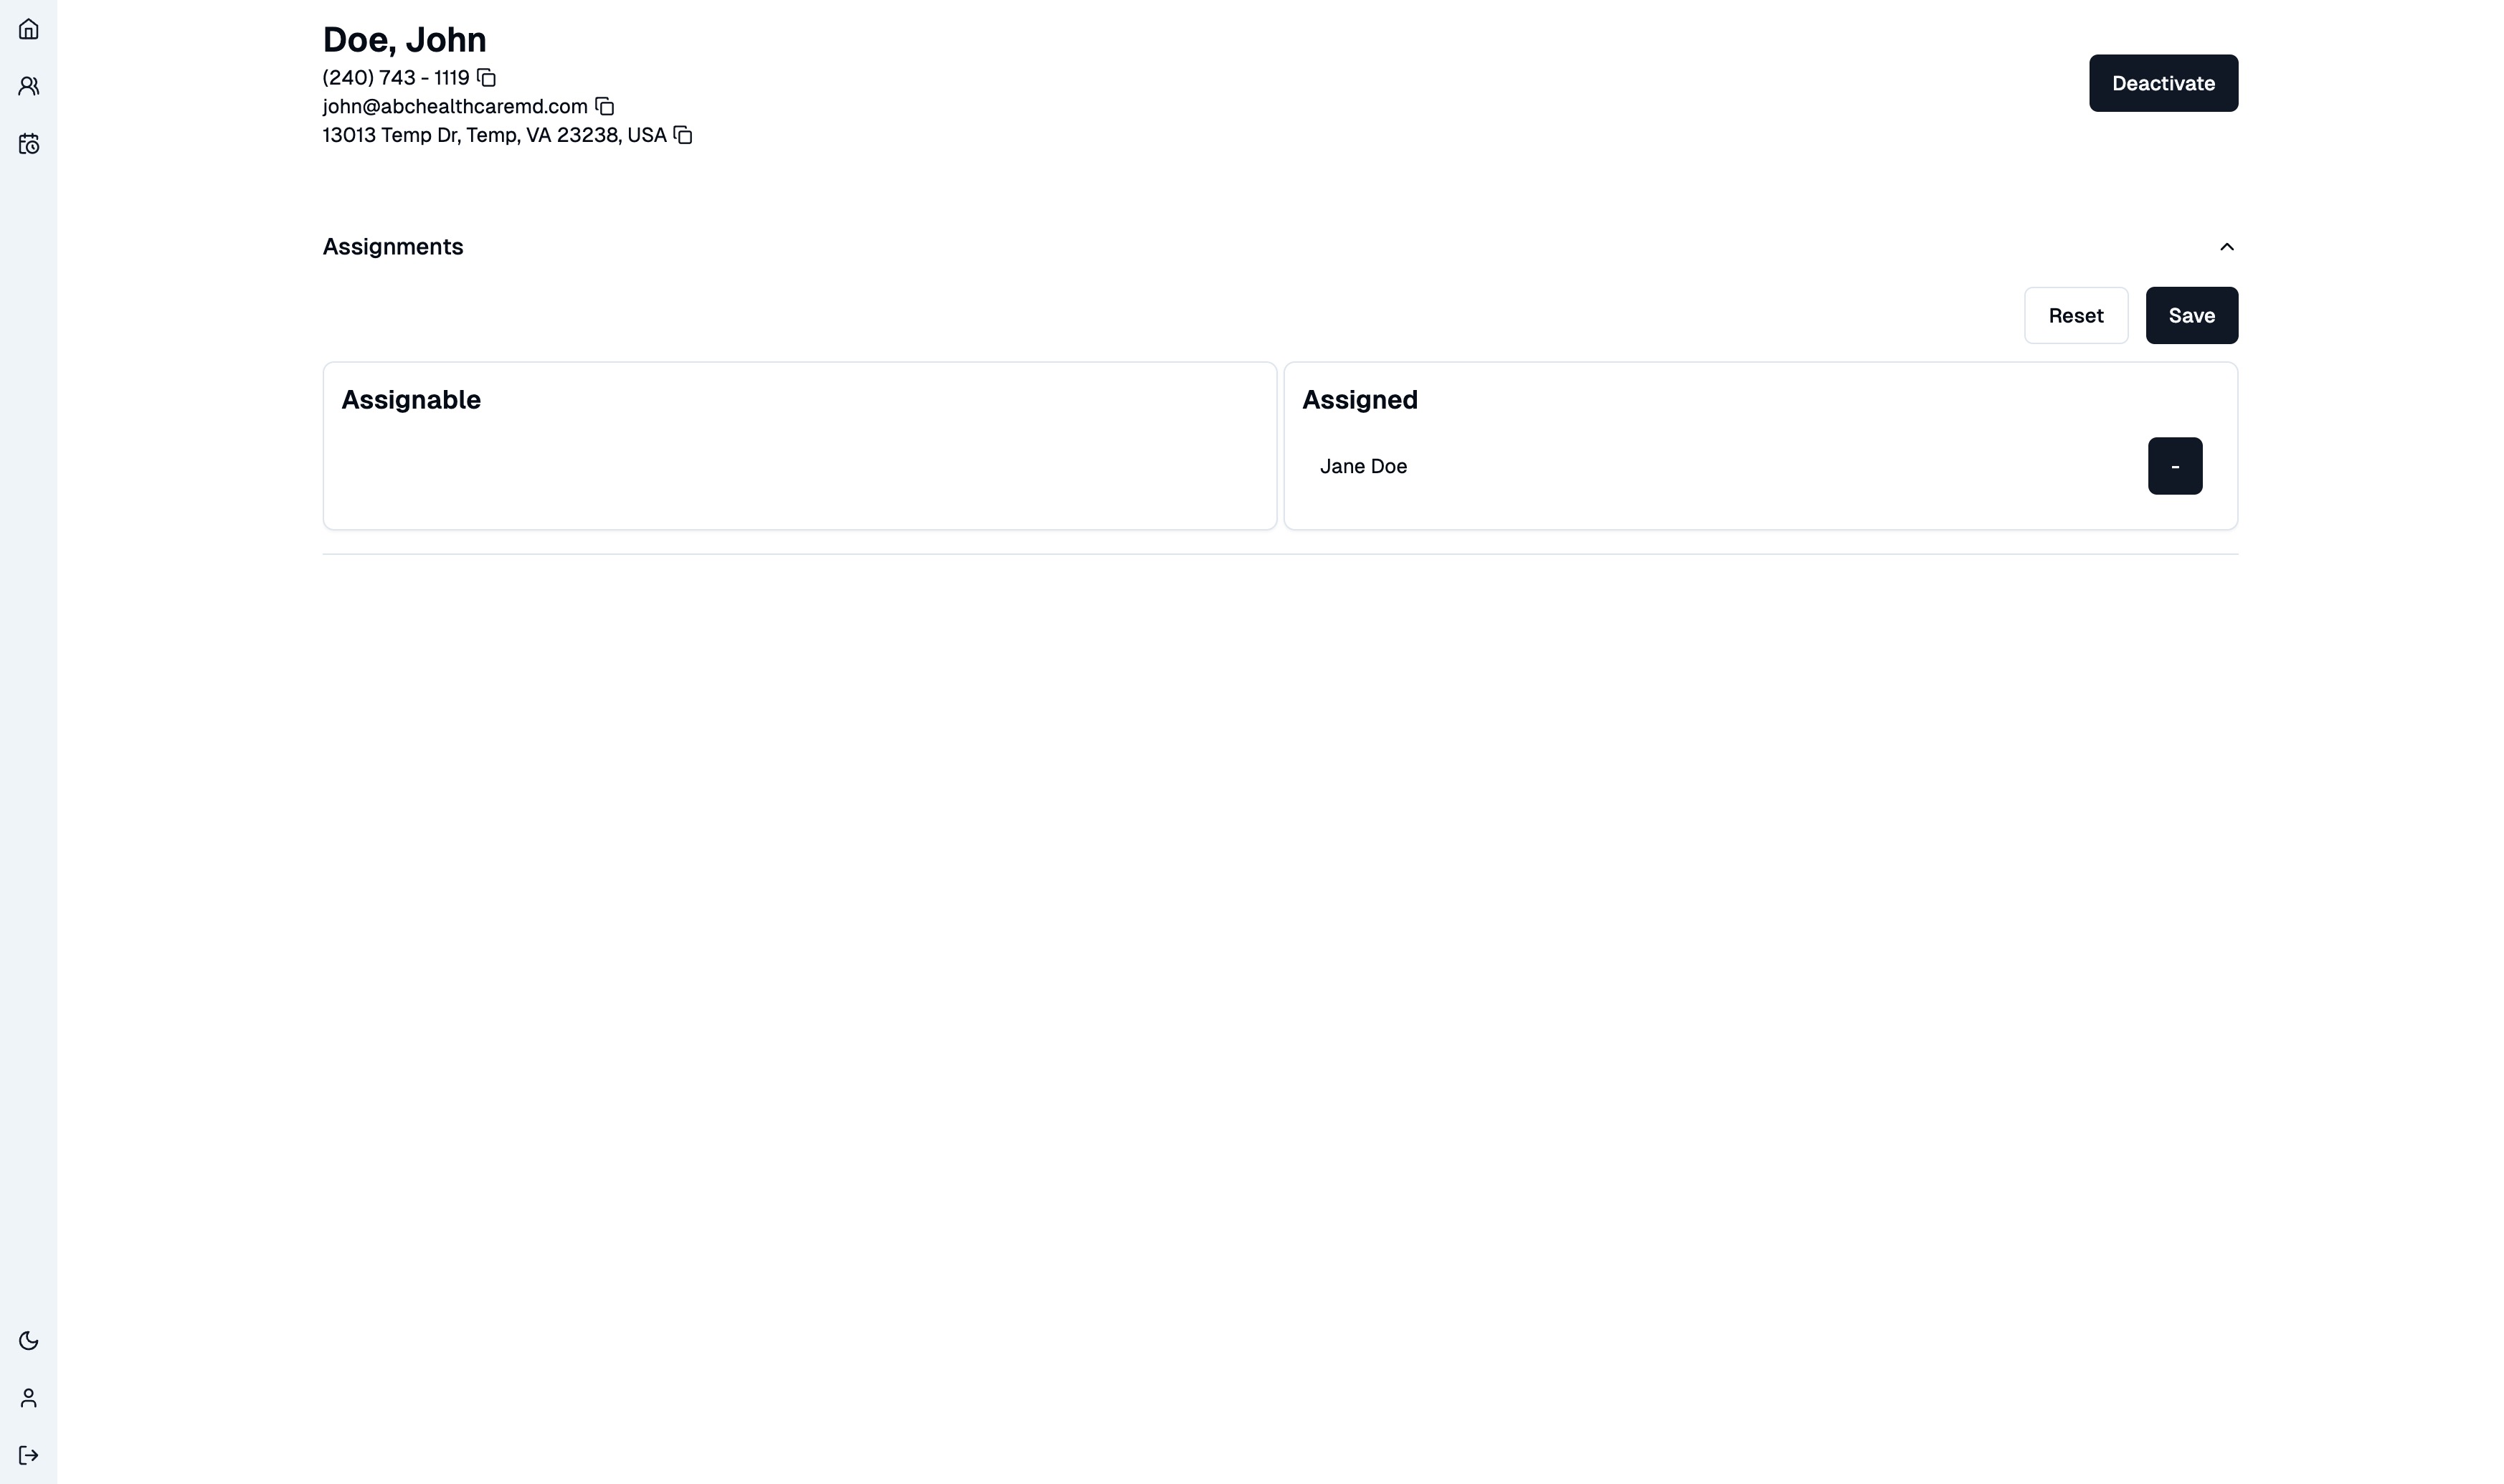 Doe, John
(240) 743 - 1119
john@abchealthcaremd.com
13013 Temp Dr, Temp, VA 23238, USA
Deactivate
Assignments
Reset
Save
Assignable
Assigned
Jane Doe
-